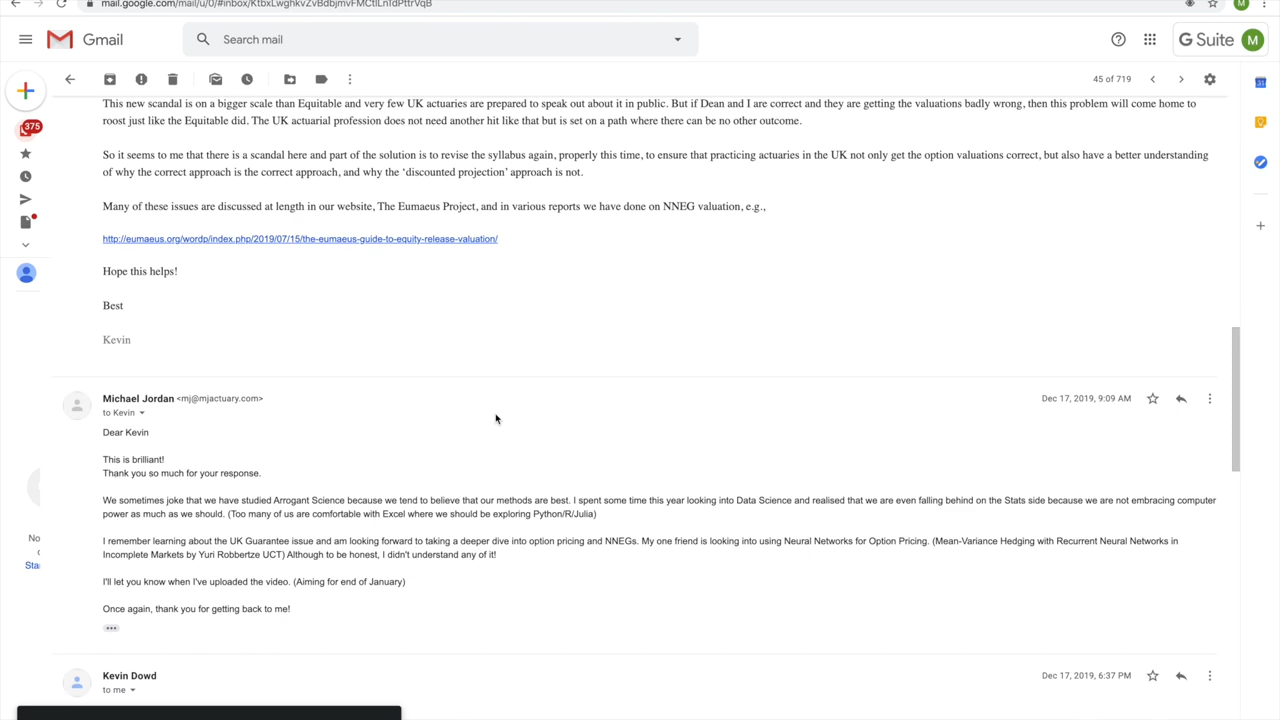 mail.google.com/mail/u/0/#inbox/KtbxLwghkvZvBdbjmvFMCtlLnTdPttrVqB
M
Gmail
Search mail
G Suite
M
45 of 719
31
375
This new scandal is on a bigger scale than Equitable and very few UK actuaries are prepared to speak out about it in public. But if Dean and I are correct and they are getting the valuations badly wrong, then this problem will come home to
roost just like the Equitable did. The UK actuarial profession does not need another hit like that but is set on a path where there can be no other outcome.
So it seems to me that there is a scandal here and part of the solution is to revise the syllabus again, properly this time, to ensure that practicing actuaries in the UK not only get the option valuations correct, but also have a better understanding
of why the correct approach is the correct approach, and why the ‘discounted projection’ approach is not.
Many of these issues are discussed at length in our website, The Eumaeus Project, and in various reports we have done on NNEG valuation, e.g.,
http://eumaeus.org/wordp/index.php/2019/07/15/the-eumaeus-guide-to-equity-release-valuation/
Hope this helps!
Best
Kevin
Michael Jordan <mj@mjactuary.com>
Dec 17, 2019, 9:09 AM
to Kevin
Dear Kevin
This is brilliant!
Thank you so much for your response.
We sometimes joke that we have studied Arrogant Science because we tend to believe that our methods are best. I spent some time this year looking into Data Science and realised that we are even falling behind on the Stats side because we are not embracing computer
power as much as we should. (Too many of us are comfortable with Excel where we should be exploring Python/R/Julia)
I remember learning about the UK Guarantee issue and am looking forward to taking a deeper dive into option pricing and NNEGs. My one friend is looking into using Neural Networks for Option Pricing. (Mean-Variance Hedging with Recurrent Neural Networks in
Incomplete Markets by Yuri Robbertze UCT) Although to be honest, I didn't understand any of it!
I'll let you know when I've uploaded the video. (Aiming for end of January)
Once again, thank you for getting back to me!
No
Star
Kevin Dowd
Dec 17, 2019, 6:37 PM
to me